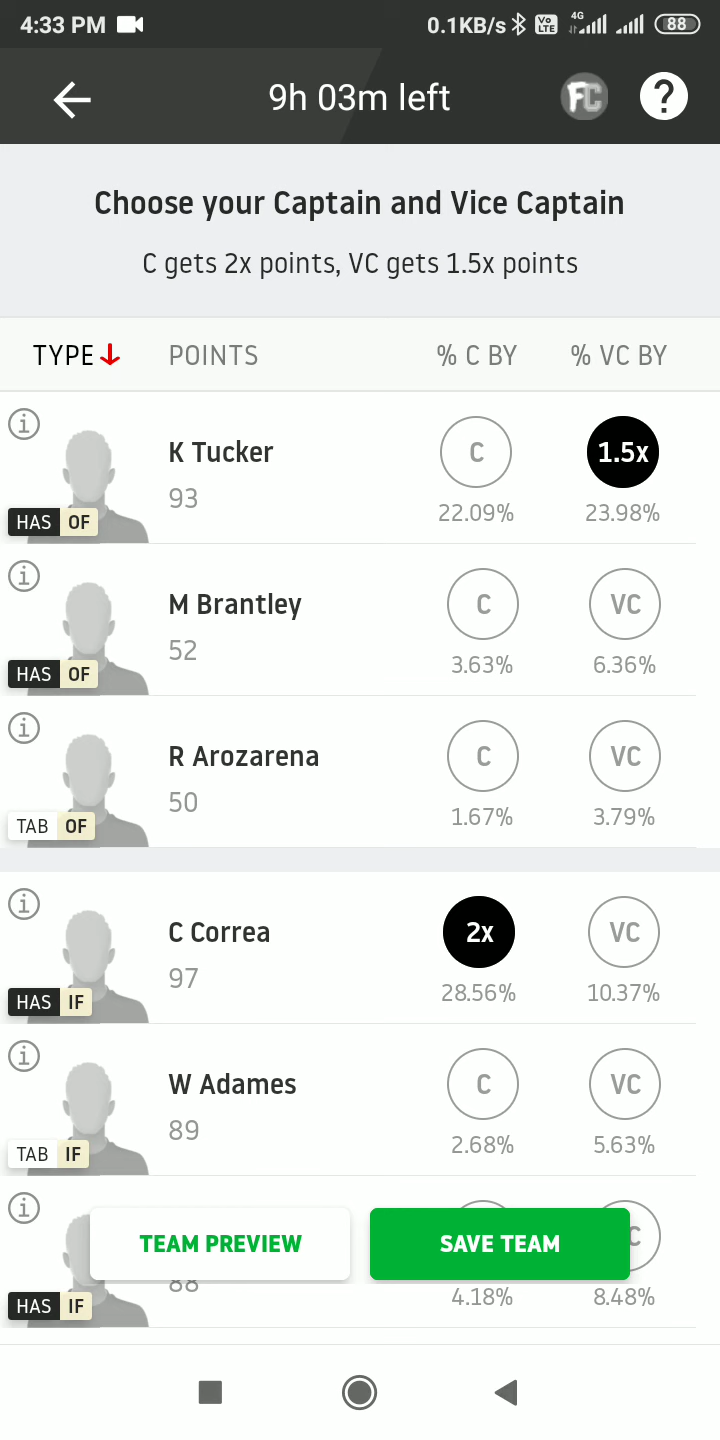 4:33 PM 0.1KB/s Vo LTE 4G 88
9h 03m left FC ?
Choose your Captain and Vice Captain
C gets 2x points, VC gets 1.5x points
TYPE POINTS % C BY % VC BY
K Tucker C 1.5x
93 22.09% 23.98%
HAS OF
M Brantley C VC
52 3.63% 6.36%
HAS OF
R Arozarena C VC
50 1.67% 3.79%
TAB OF
C Correa 2x VC
97 28.56% 10.37%
HAS IF
W Adames C VC
89 2.68% 5.63%
TAB IF
TEAM PREVIEW SAVE TEAM
88 4.18% 8.48%
HAS IF